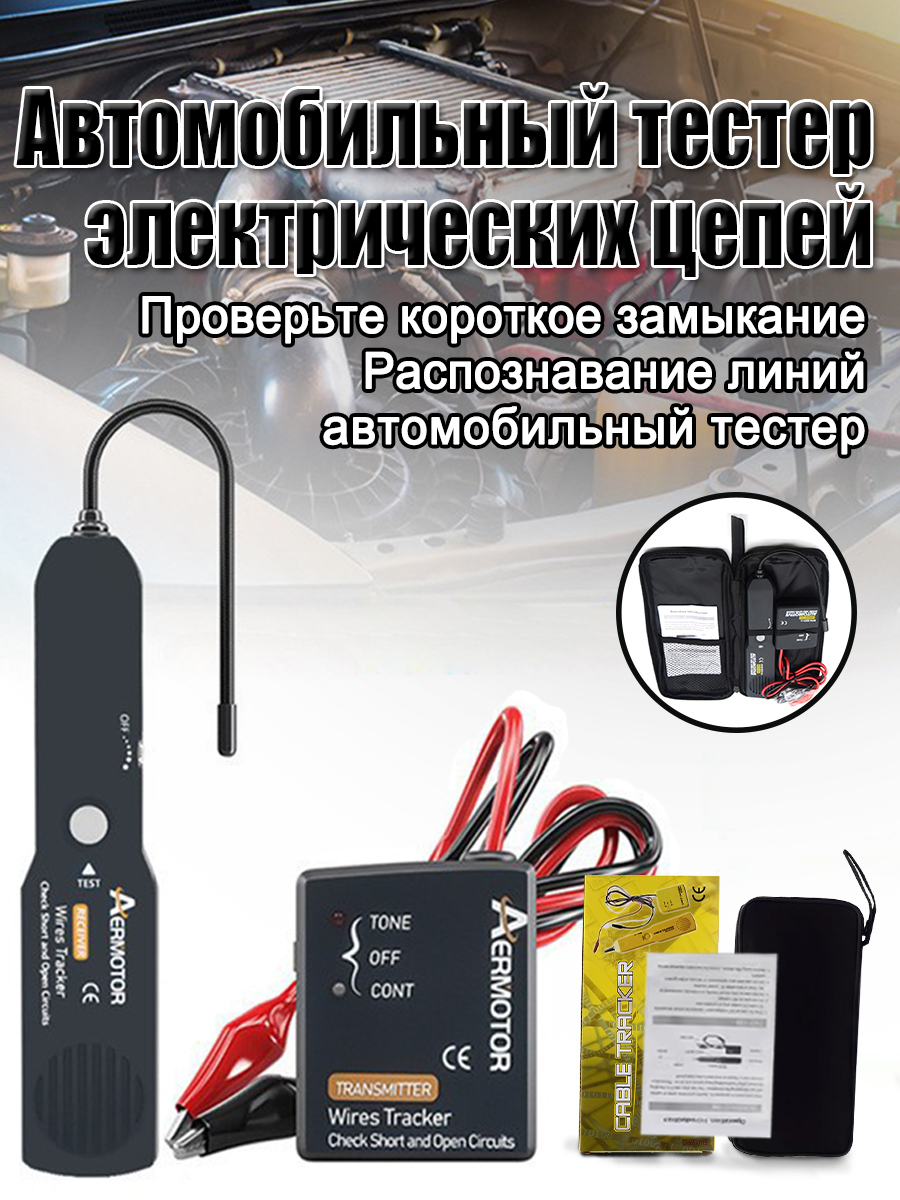 Автомобильный тестер
электрических цепей
Проверьте короткое замыкание
Распознавание линий
автомобильный тестер
OFF
TEST
AERMOTOR
RECEIVER
Wires Tracker
Check Short and Open Circuits
CE
TONE
OFF
CONT
AERMOTOR
CE
TRANSMITTER
Wires Tracker
Check Short and Open Circuits
CE
CABLE TRACKER